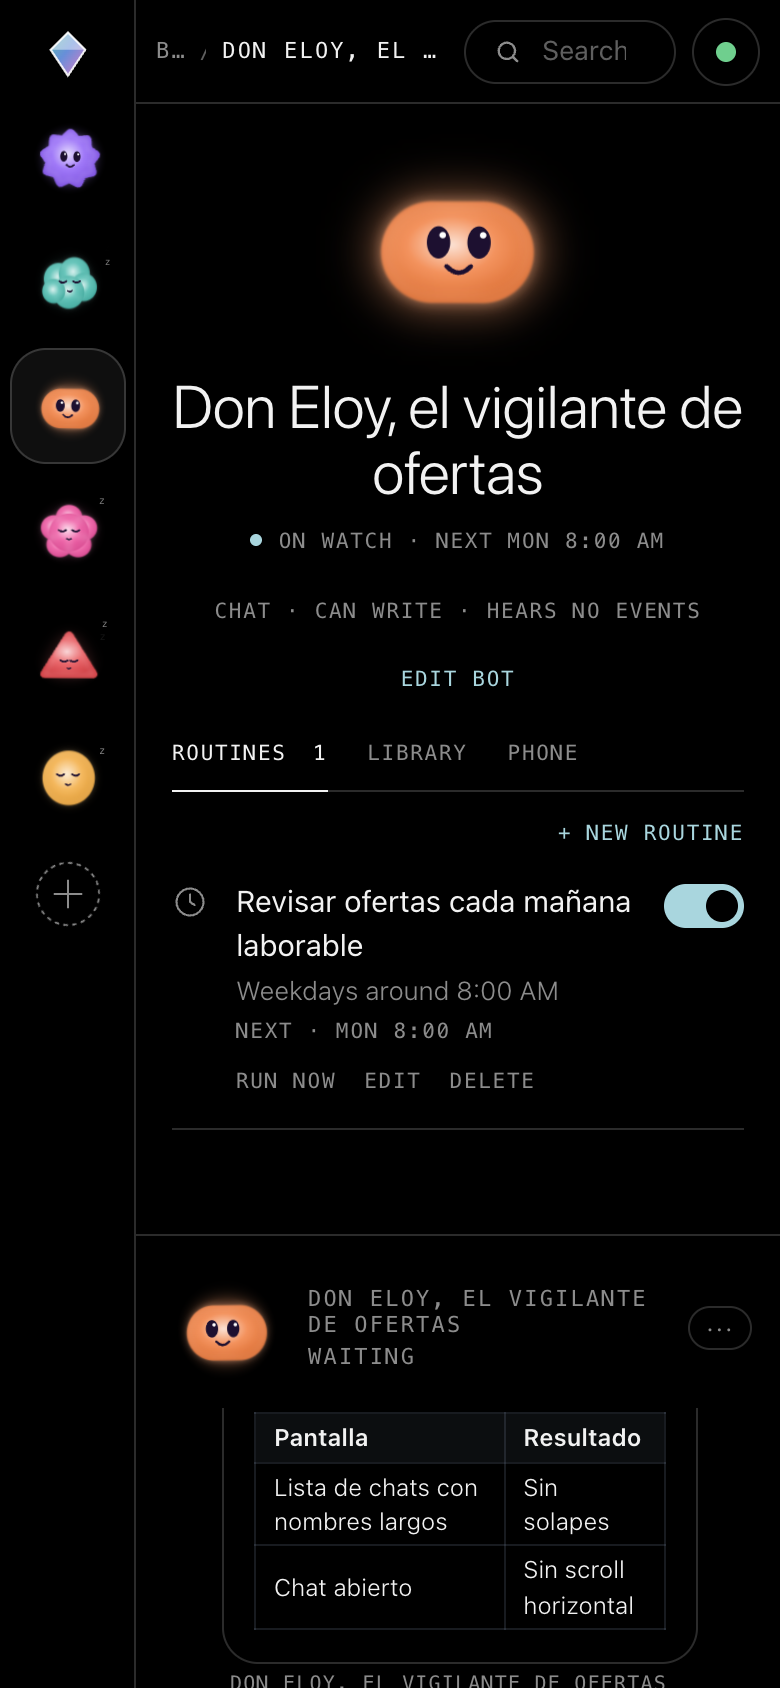 B… / DON ELOY, EL … Search
z
Don Eloy, el vigilante de
ofertas
ON WATCH · NEXT MON 8:00 AM
z
CHAT · CAN WRITE · HEARS NO EVENTS
z
z
EDIT BOT
z
ROUTINES 1 LIBRARY PHONE
+ NEW ROUTINE
Revisar ofertas cada mañana
laborable
Weekdays around 8:00 AM
NEXT · MON 8:00 AM
RUN NOW EDIT DELETE
DON ELOY, EL VIGILANTE
DE OFERTAS
WAITING
...
Pantalla Resultado
Lista de chats con Sin
nombres largos solapes
Chat abierto Sin scroll
horizontal
DON ELOY, EL VIGILANTE DE OFERTAS